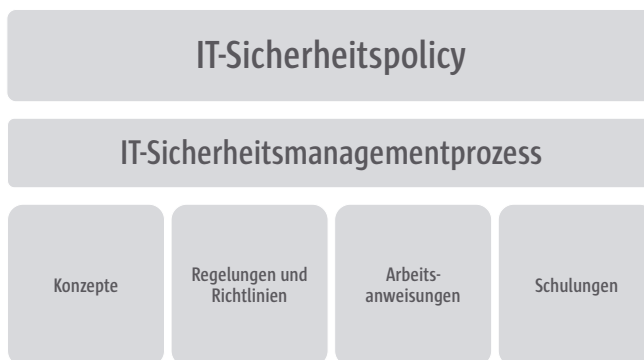 IT-Sicherheitspolicy
IT-Sicherheitsmanagementprozess
Konzepte
Regelungen und
Richtlinien
Arbeits-
anweisungen
Schulungen